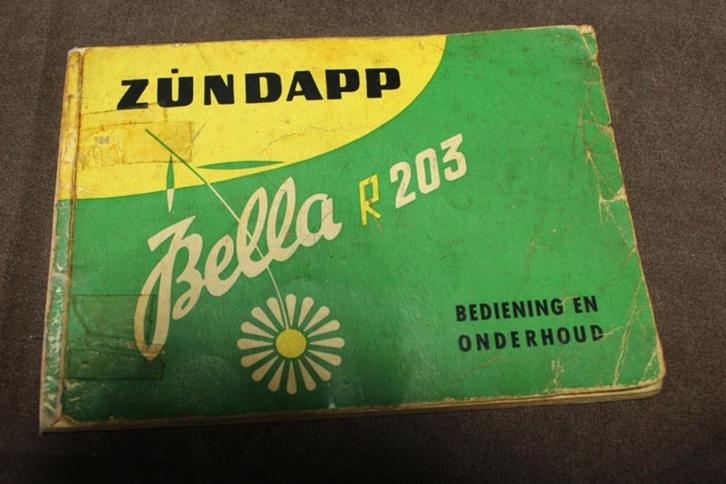 ZÜNDAPP
Bella R 203
BEDIENING EN
ONDERHOUD